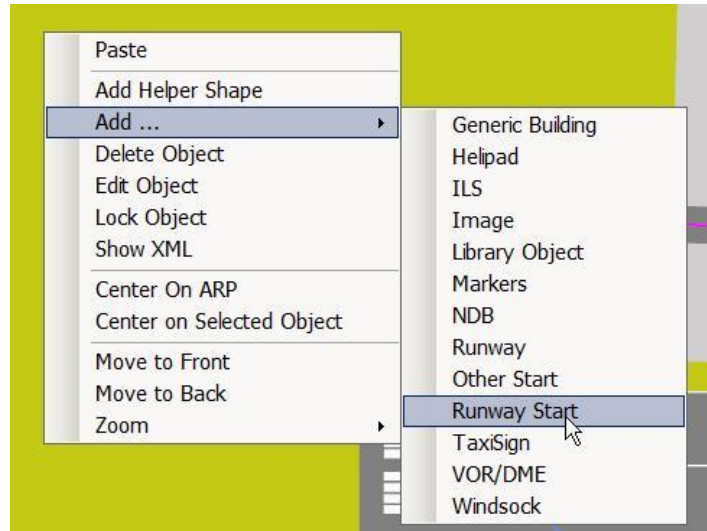 Paste
Add Helper Shape
Add ...
Delete Object
Edit Object
Lock Object
Show XML
Center On ARP
Center on Selected Object
Move to Front
Move to Back
Zoom
Generic Building
Helipad
ILS
Image
Library Object
Markers
NDB
Runway
Other Start
Runway Start
TaxiSign
VOR/DME
Windsock